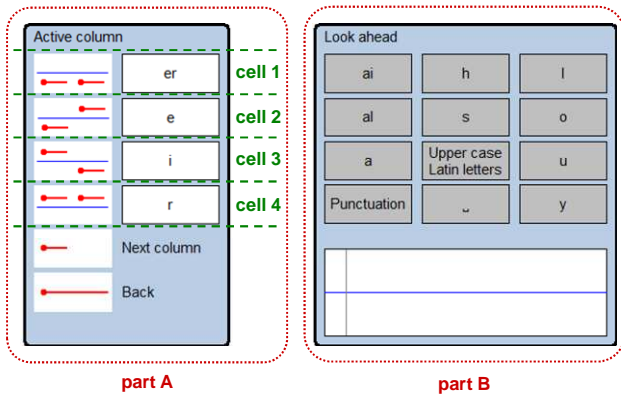 Active column
er
cell 1
e
cell 2
i
cell 3
r
cell 4
Next column
Back
part A
Look ahead
ai h l
al s o
a Upper case u
Latin letters
Punctuation ˽ y
part B